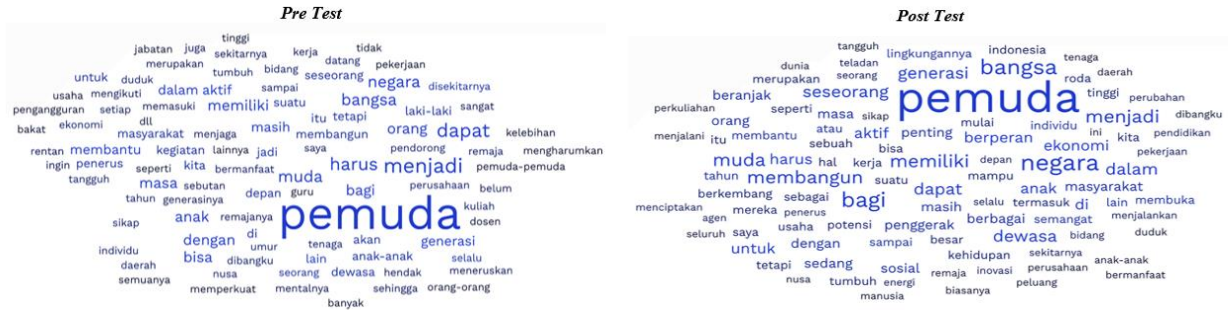 Pre Test
tinggi
jabatan juga sekitarnya kerja tidak
merupakan datang pekerjaan
untuk duduk tumbuh bidang seseorang negara disekitarnya
usaha mengikuti dalam aktif sampai
pengangguran setiap memasuki memiliki suatu bangsa laki-laki sangat
bakat ekonomi dll masih itu tetapi orang dapat kelebihan
masyarakat menjaga membangun
rentan membantu kegiatan lainnya jadi saya pendorong remaja mengharumkan
ingin penerus seperti kita bermanfaat harus menjadi pemuda-pemuda
tangguh masa sebutan muda bagi perusahaan belum
tahun generasinya depan guru pemuda kuliah
sikap anak remajanya dosen
di
individu dengan umur tenaga akan generasi
daerah bisa dibangku lain anak-anak selalu
semuanya nusa seorang dewasa hendak meneruskan
memperkuat mentalnya sehingga orang-orang
banyak
Post Test
tangguh lingkungannya indonesia
dunia teladan generasi bangsa tenaga
merupakan seorang roda daerah
beranjak seseorang pemuda tinggi perubahan
perkuliahan seperti masa sikap menjadi dibangku
orang mulai individu
menjalani itu membantu atau aktif penting berperan ini kita pendidikan
sebuah bisa ekonomi pekerjaan
muda harus hal kerja memiliki depan negara dalam
tahun membangun suatu mampu
berkembang sebagai bagi dapat anak masyarakat
menciptakan mereka penerus masih selalu termasuk di lain membuka
agen usaha potensi penggerak berbagai semangat menjalankan
seluruh saya dewasa bidang duduk
untuk dengan sampai besar kehidupan sekitarnya
tetapi sedang sosial remaja inovasi perusahaan anak-anak
nusa tumbuh energi peluang bermanfaat
manusia biasanya